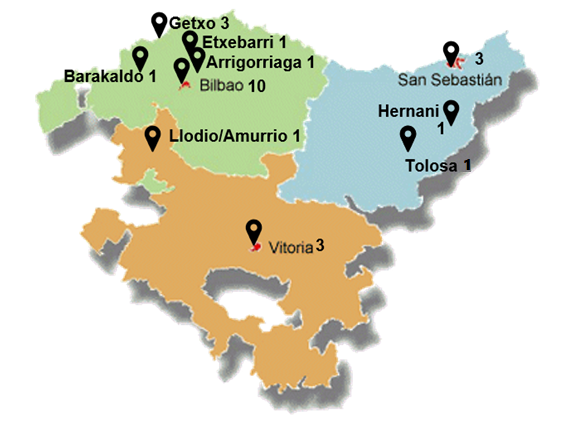 Getxo 3
Etxebarri 1
Arrigorriaga 1
Barakaldo 1
Bilbao 10
3
San Sebastián
Hernani
1
Llodio/Amurrio 1
Tolosa 1
Vitoria 3